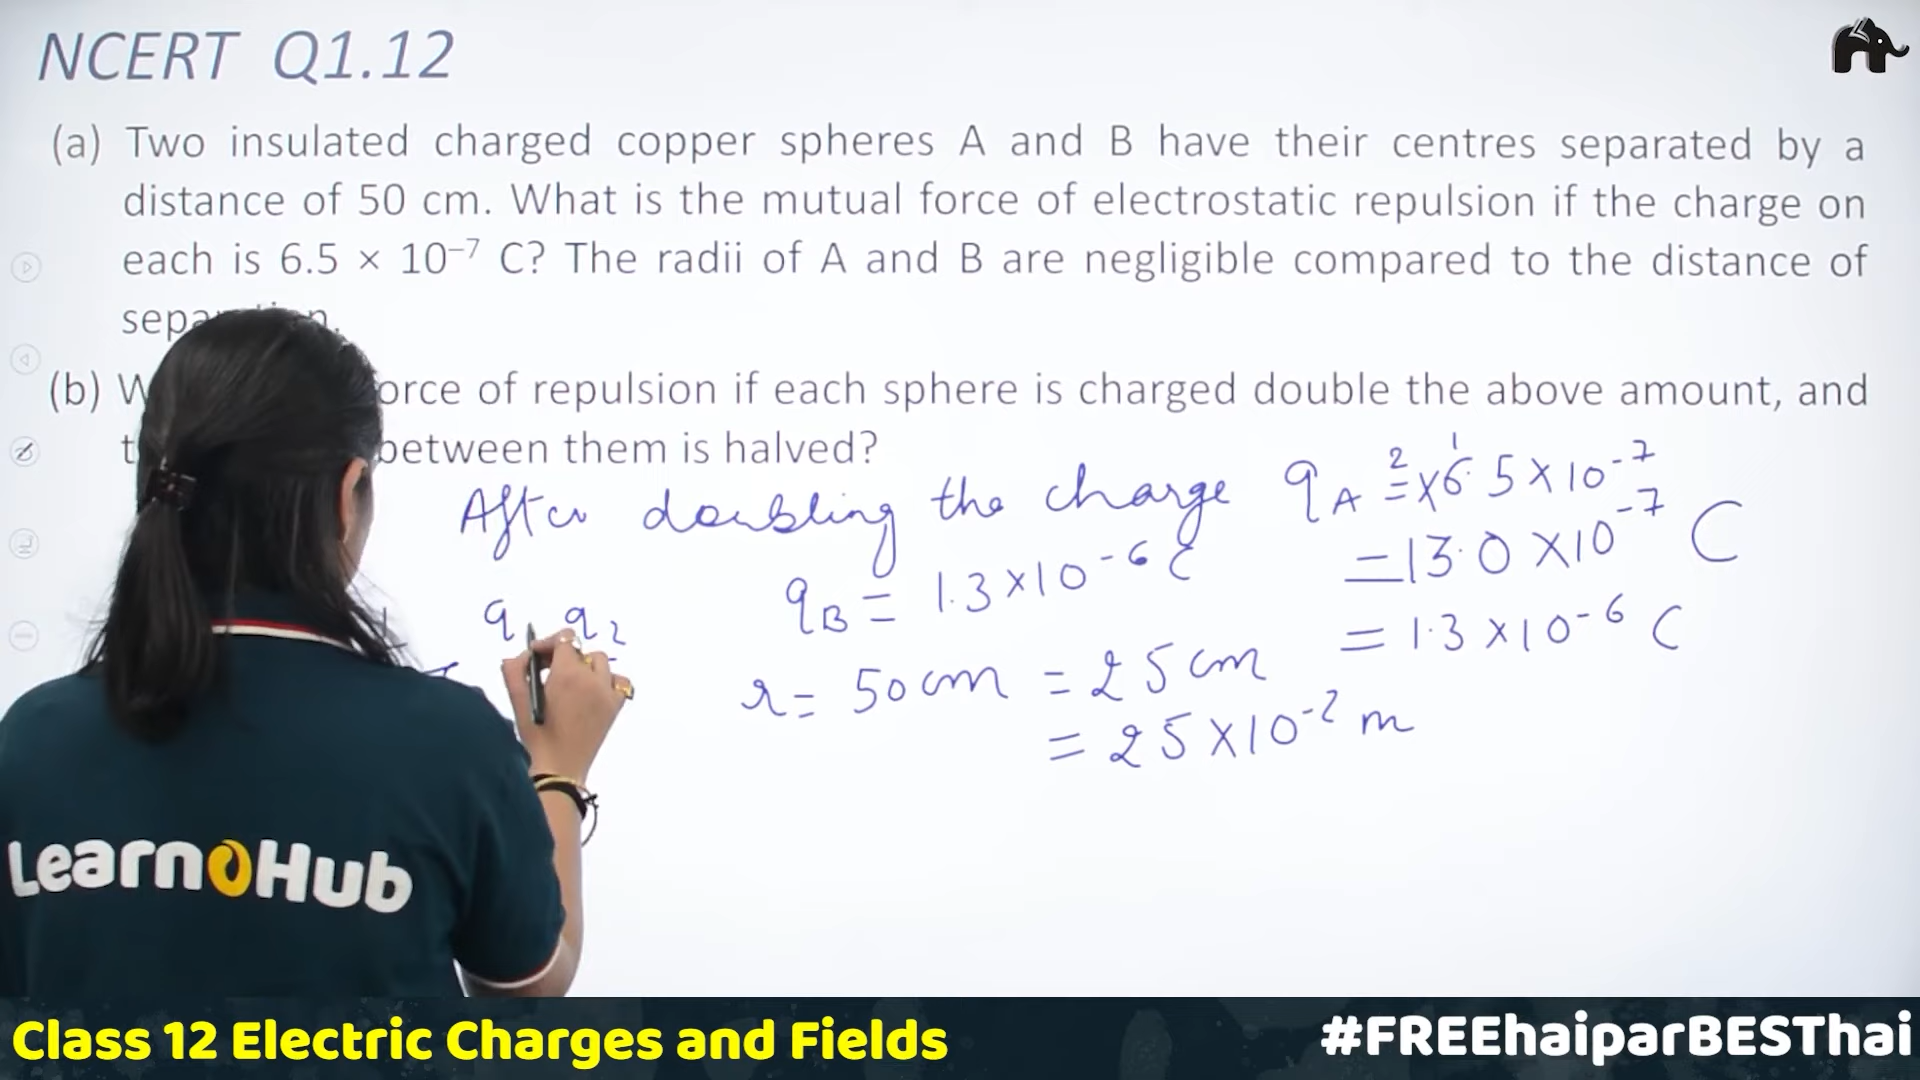 NCERT Q1.12
(a) Two insulated charged copper spheres A and B have their centres separated by a
distance of 50 cm. What is the mutual force of electrostatic repulsion if the charge on
each is 6.5 × 10⁻⁷ C? The radii of A and B are negligible compared to the distance of
(b) force of repulsion if each sphere is charged double the above amount, and
between them is halved?
After doubling the charge qA = 2×6.5×10⁻⁷
= 13.0 ×10⁻⁷ C
qB = 1.3×10⁻⁶ C
= 1.3 ×10⁻⁶ C
q₁ q₂
r = 50 cm = 25 cm
= 25×10⁻² m
LearnoHub
Class 12 Electric Charges and Fields
#FREEhaiparBESThai